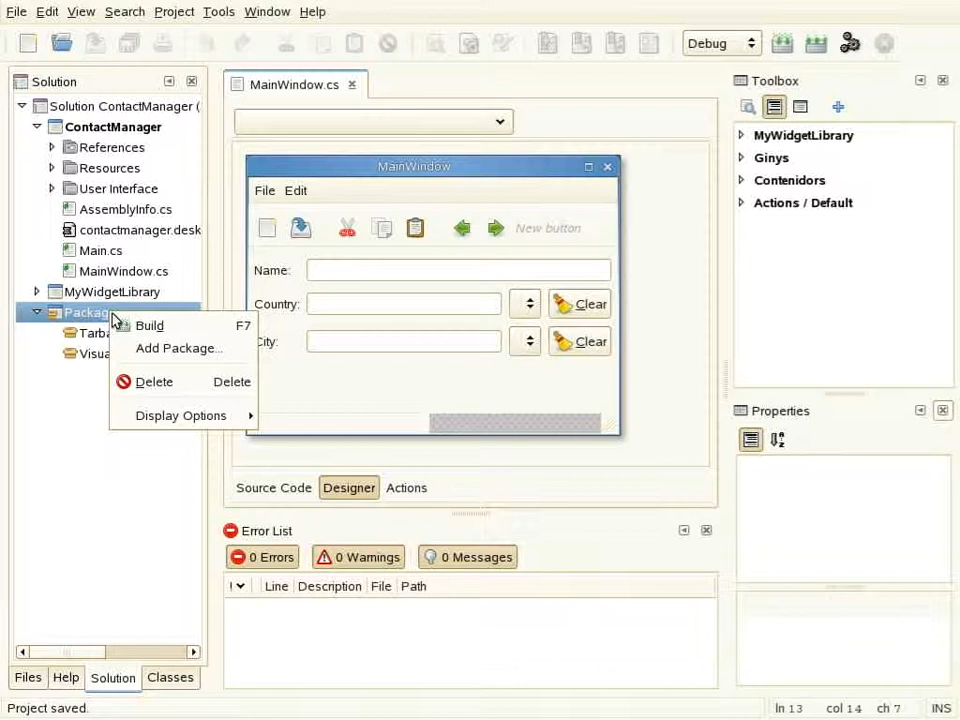 File Edit View Search Project Tools Window Help
Debug
Solution
Solution ContactManager (
ContactManager
References
Resources
User Interface
AssemblyInfo.cs
contactmanager.desk
Main.cs
MainWindow.cs
MyWidgetLibrary
Packag
Tarba
Visua
Build F7
Add Package...
Delete Delete
Display Options
Files Help Solution Classes
MainWindow.cs
MainWindow
File Edit
New button
Name:
Country: Clear
City: Clear
Source Code Designer Actions
Error List
0 Errors 0 Warnings 0 Messages
! Line Description File Path
Toolbox
MyWidgetLibrary
Ginys
Contenidors
Actions / Default
Properties
Project saved. ln 13 col 14 ch 7 INS